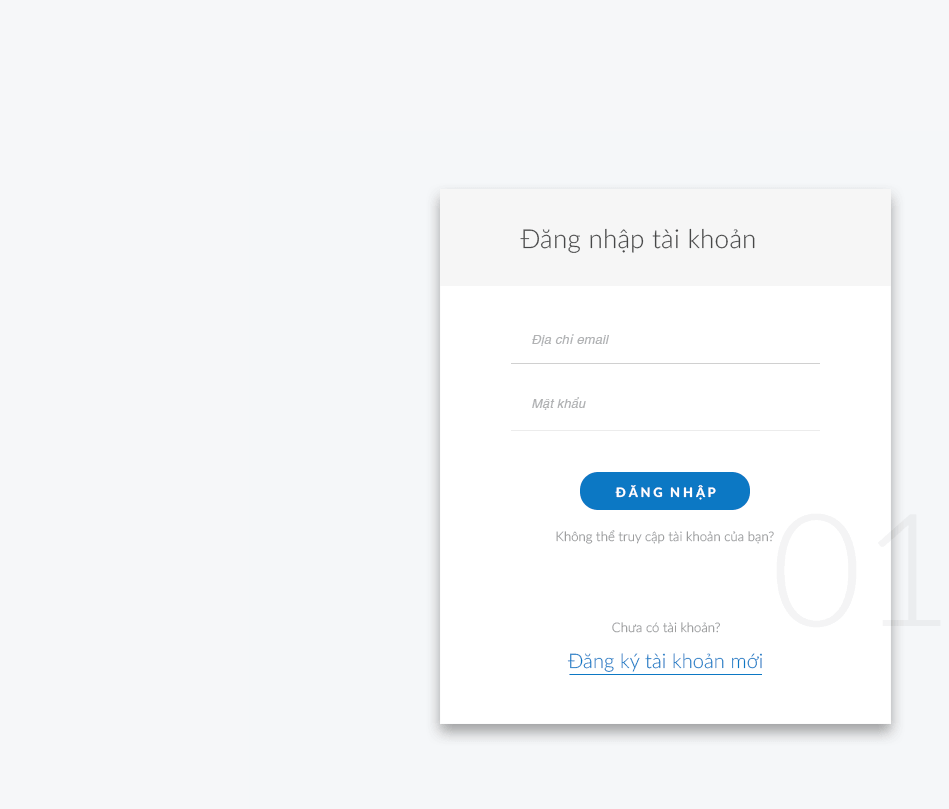 Đăng nhập tài khoản
Địa chỉ email
Mật khẩu
ĐĂNG NHẬP
Không thể truy cập tài khoản của bạn?
01
Chưa có tài khoản?
Đăng ký tài khoản mới